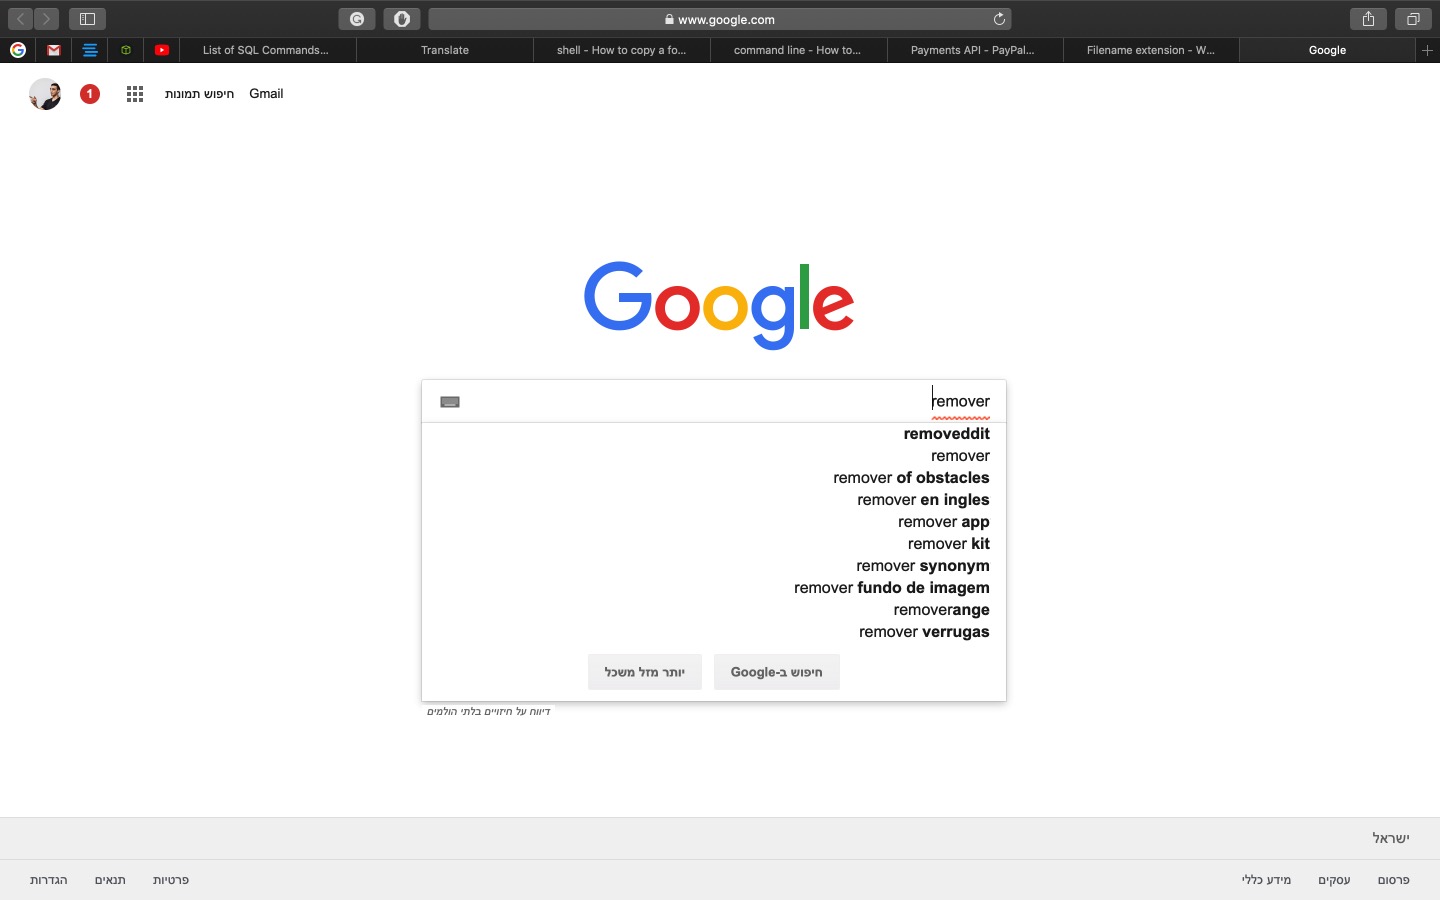 www.google.com
List of SQL Commands...
Translate
shell - How to copy a fo...
command line - How to...
Payments API - PayPal...
Filename extension - W...
Google
1
חיפוש תמונות
Gmail
Google
remover
removeddit
remover
remover of obstacles
remover en ingles
remover app
remover kit
remover synonym
remover fundo de imagem
removerange
remover verrugas
חיפוש ב-Google
יותר מזל משכל
דיווח על חיזויים בלתי הולמים
ישראל
פרסום
עסקים
מידע כללי
פרטיות
תנאים
הגדרות